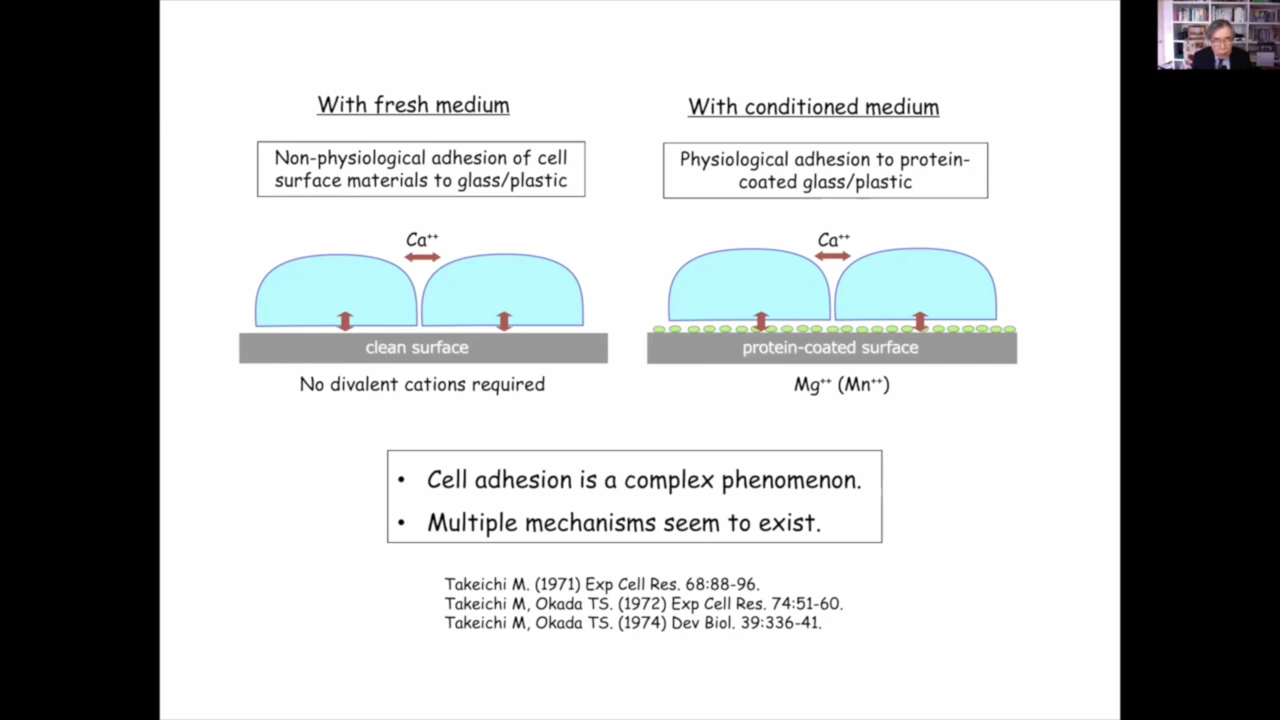 With fresh medium
Non-physiological adhesion of cell
surface materials to glass/plastic
Ca⁺⁺
clean surface
No divalent cations required
With conditioned medium
Physiological adhesion to protein-
coated glass/plastic
Ca⁺⁺
protein-coated surface
Mg⁺⁺ (Mn⁺⁺)
• Cell adhesion is a complex phenomenon.
• Multiple mechanisms seem to exist.
Takeichi M. (1971) Exp Cell Res. 68:88-96.
Takeichi M, Okada TS. (1972) Exp Cell Res. 74:51-60.
Takeichi M, Okada TS. (1974) Dev Biol. 39:336-41.